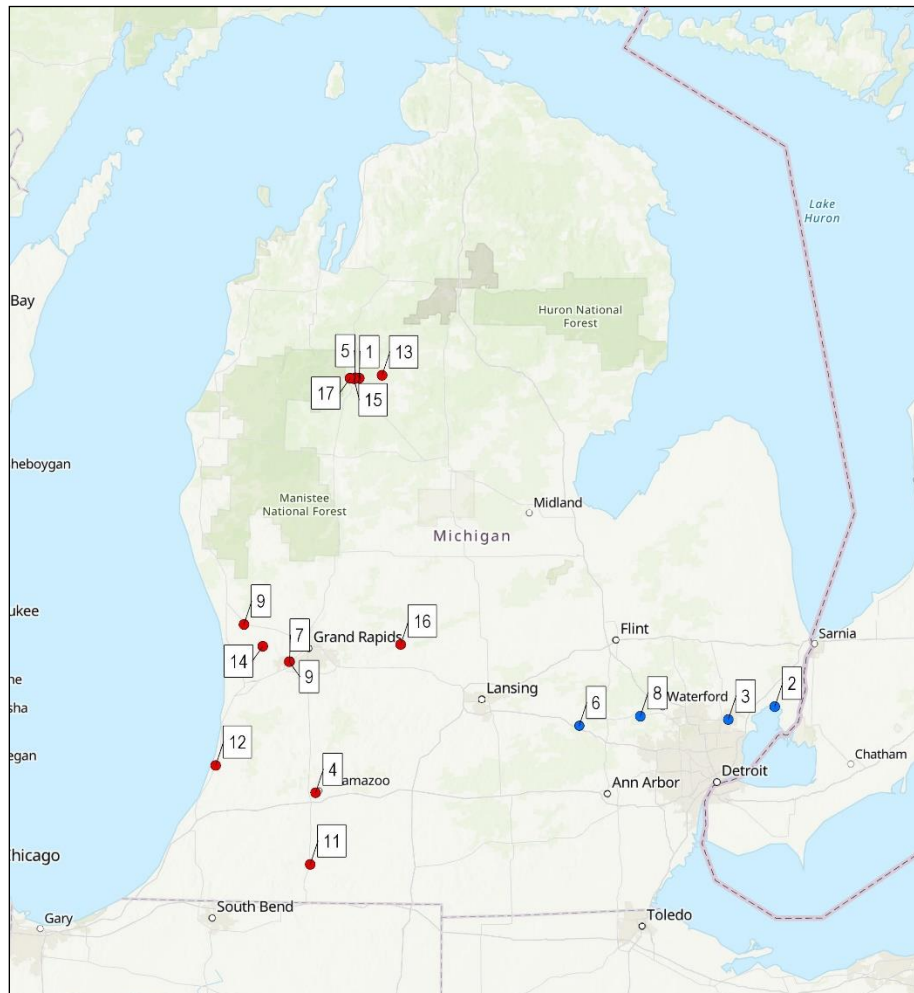 Lake
Huron
Bay
Huron National
Forest
5
1
13
17
15
heboygan
Manistee
National Forest
Midland
Michigan
ukee
9
7
Grand Rapids
16
Flint
Sarnia
14
9
ne
Lansing
6
8
Waterford
3
2
sha
egan
12
4
amazoo
Ann Arbor
Detroit
Chatham
hicago
11
Gary
South Bend
Toledo